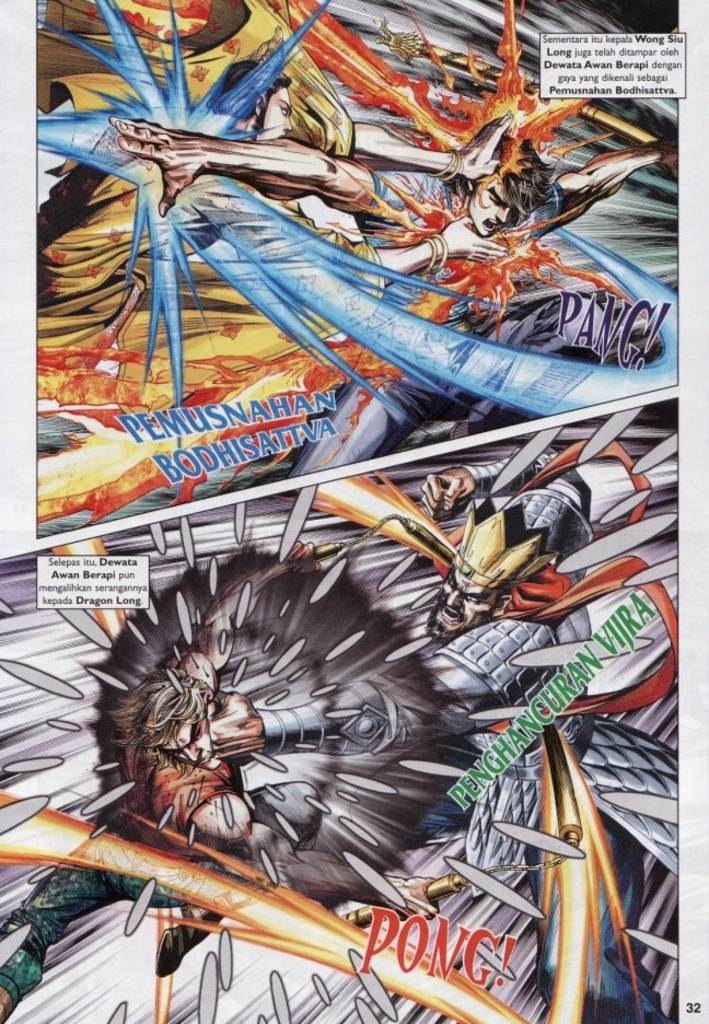 Sementara itu kepala Wong Siu
Long juga telah ditampar oleh
Dewata Awan Berapi dengan
gaya yang dikenali sebagai
Pemusnahan Bodhisattva.
PANG!
PEMUSNAHAN
BODHISATTVA
Selepas itu, Dewata
Awan Berapi pun
mengalihkan serangannya
kepada Dragon Long.
PENGHANCURAN VIJRA
PONG!
32